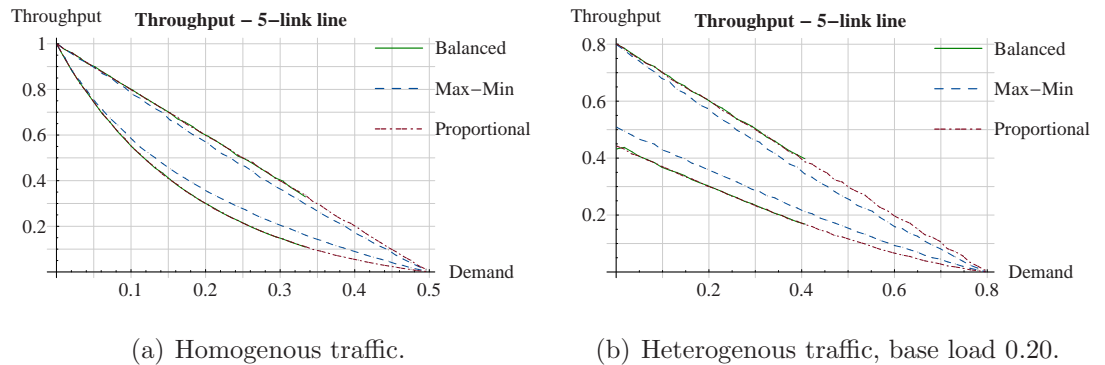 Throughput
Throughput − 5−link line
1
0.8
0.6
0.4
0.2
0.1
0.2
0.3
0.4
0.5
Demand
Balanced
Max−Min
Proportional
(a) Homogenous traffic.
Throughput
Throughput − 5−link line
0.8
0.6
0.4
0.2
0.2
0.4
0.6
0.8
Demand
Balanced
Max−Min
Proportional
(b) Heterogenous traffic, base load 0.20.